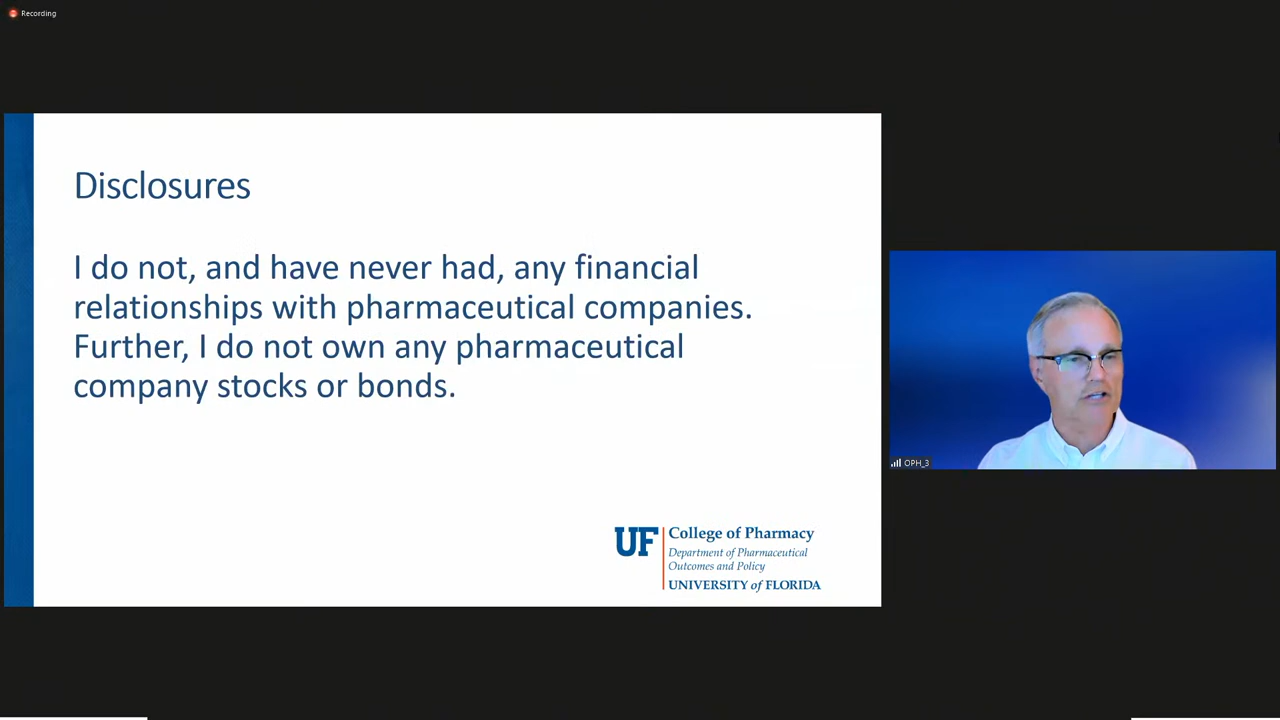 Recording
Disclosures
I do not, and have never had, any financial
relationships with pharmaceutical companies.
Further, I do not own any pharmaceutical
company stocks or bonds.
UF
College of Pharmacy
Department of Pharmaceutical
Outcomes and Policy
UNIVERSITY of FLORIDA
OPH_3